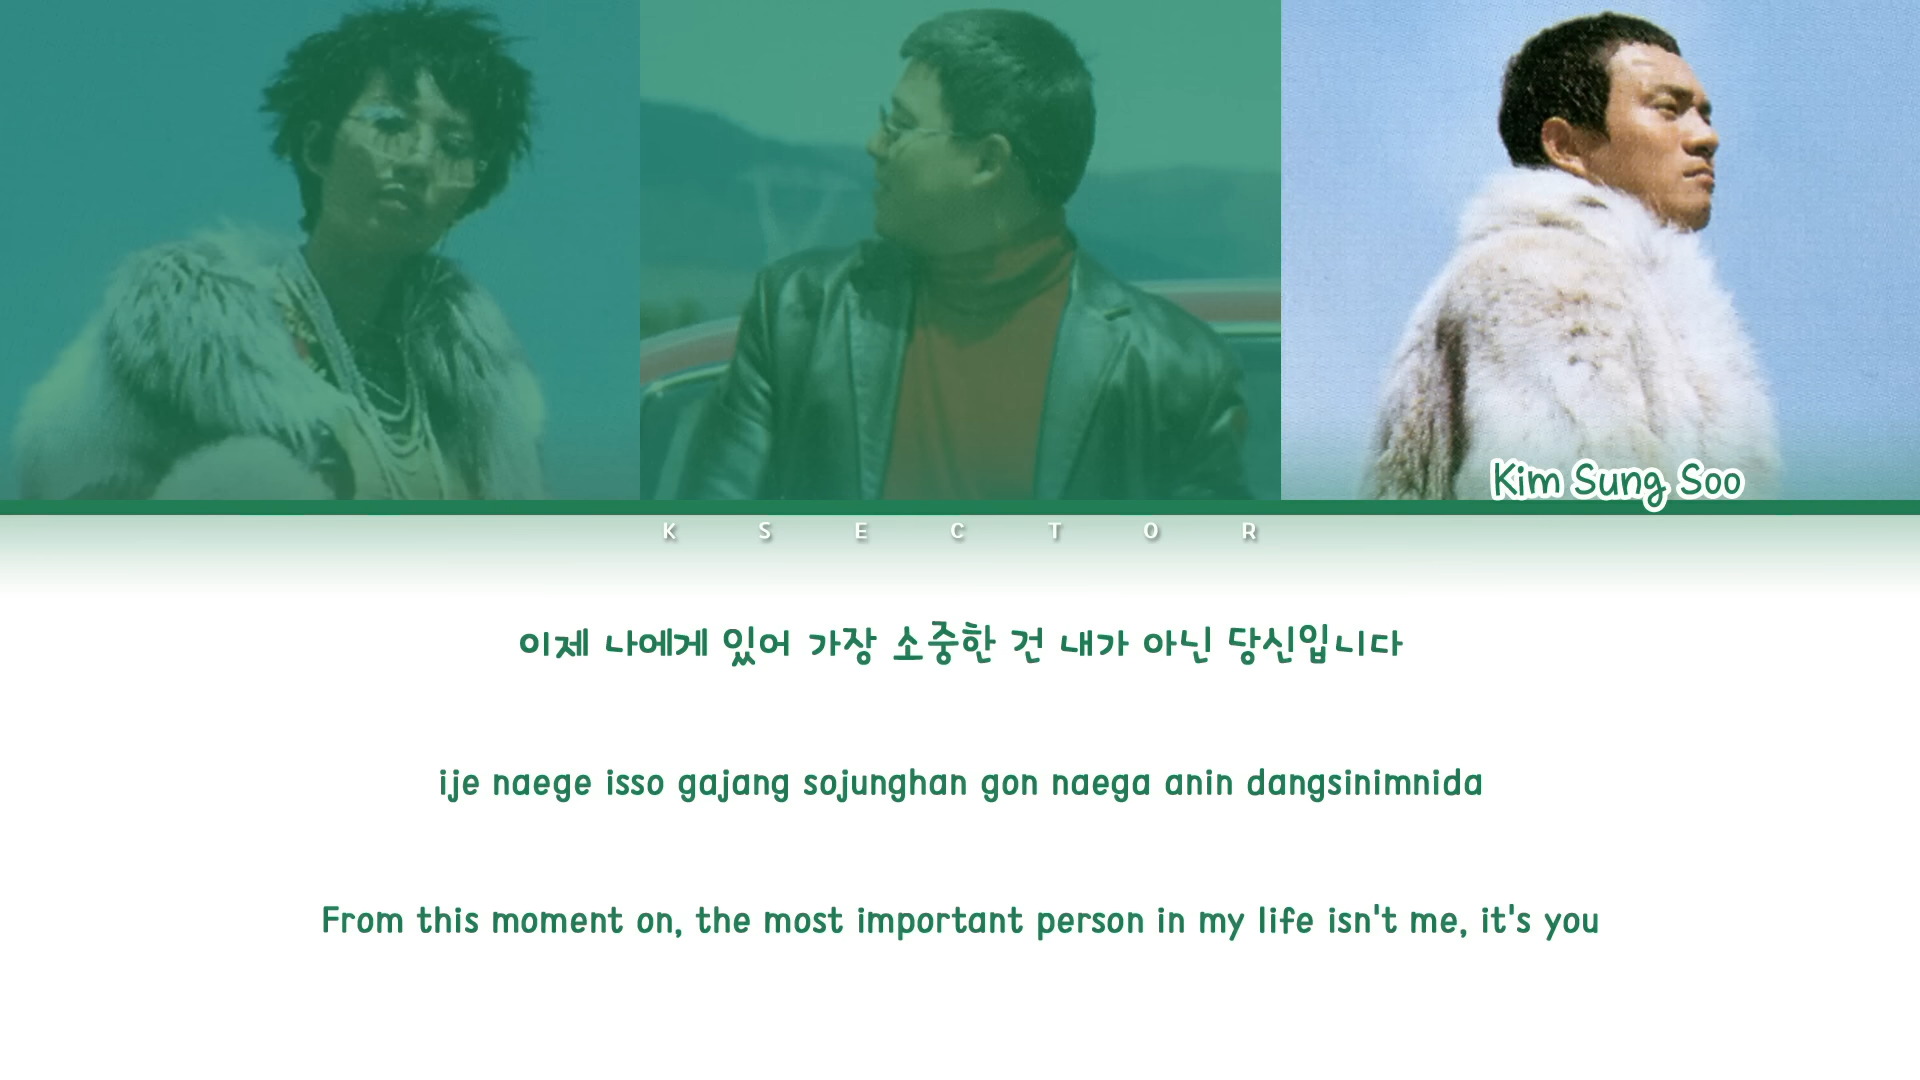 Kim Sung Soo
K S E C T O R
이제 나에게 있어 가장 소중한 건 내가 아닌 당신입니다
ije naege isso gajang sojunghan gon naega anin dangsinimnida
From this moment on, the most important person in my life isn't me, it's you